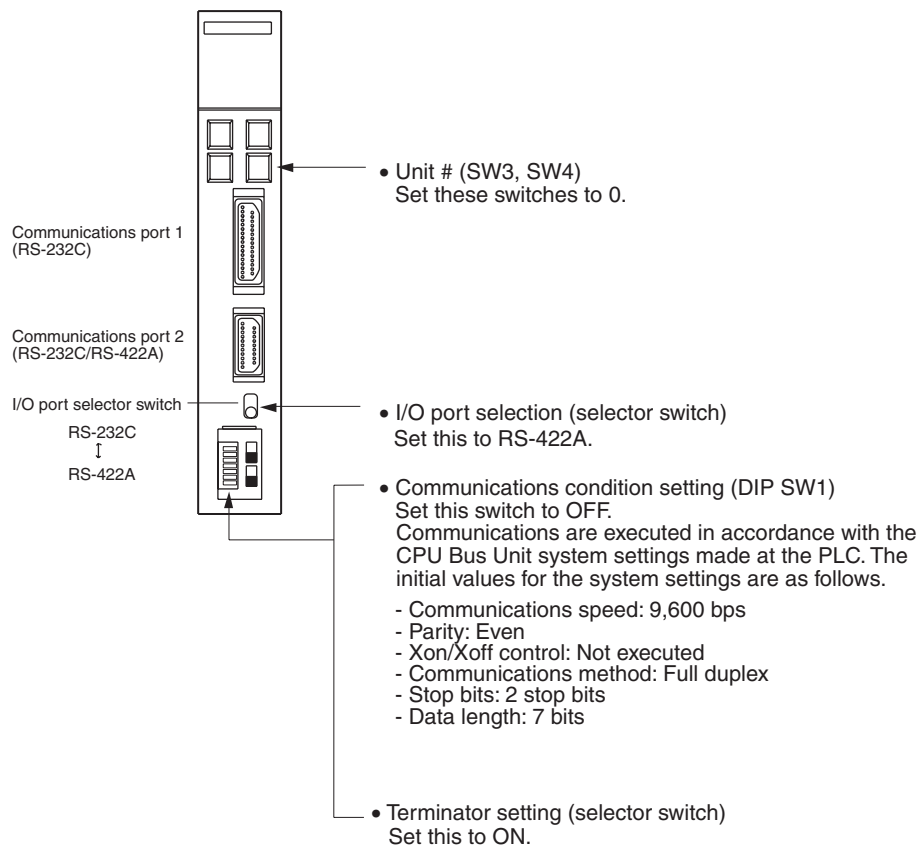 • Unit # (SW3, SW4)
Set these switches to 0.
Communications port 1
(RS-232C)
Communications port 2
(RS-232C/RS-422A)
I/O port selector switch
RS-232C
↕
RS-422A
• I/O port selection (selector switch)
Set this to RS-422A.
• Communications condition setting (DIP SW1)
Set this switch to OFF.
Communications are executed in accordance with the
CPU Bus Unit system settings made at the PLC. The
initial values for the system settings are as follows.
- Communications speed: 9,600 bps
- Parity: Even
- Xon/Xoff control: Not executed
- Communications method: Full duplex
- Stop bits: 2 stop bits
- Data length: 7 bits
• Terminator setting (selector switch)
Set this to ON.